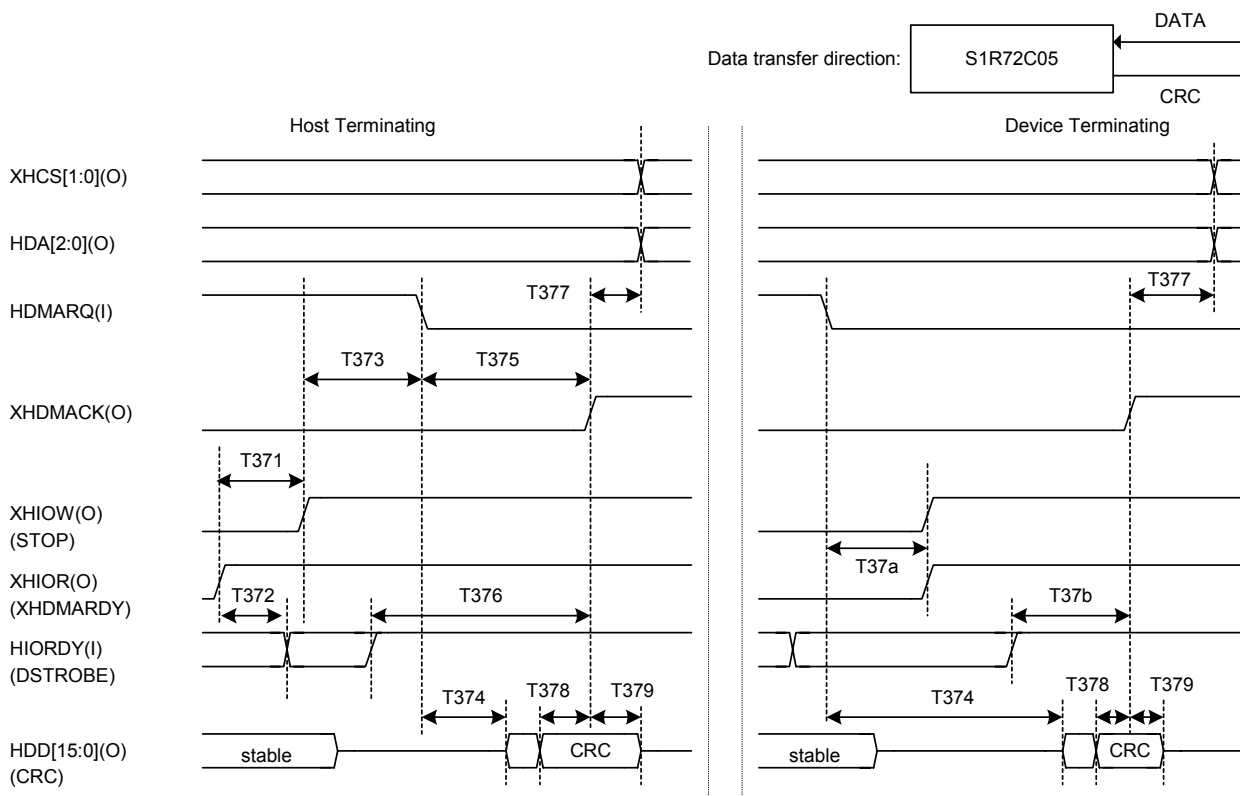 DATA
Data transfer direction:
S1R72C05
CRC
Host Terminating
Device Terminating
XHCS[1:0](O)
HDA[2:0](O)
HDMARQ(I)
T377
T377
T373
T375
XHDMACK(O)
T371
XHIOW(O)
(STOP)
T37a
XHIOR(O)
(XHDMARDY)
T372
T376
T37b
HIORDY(I)
(DSTROBE)
T374
T378
T379
T374
T378
T379
HDD[15:0](O)
(CRC)
stable
CRC
stable
CRC